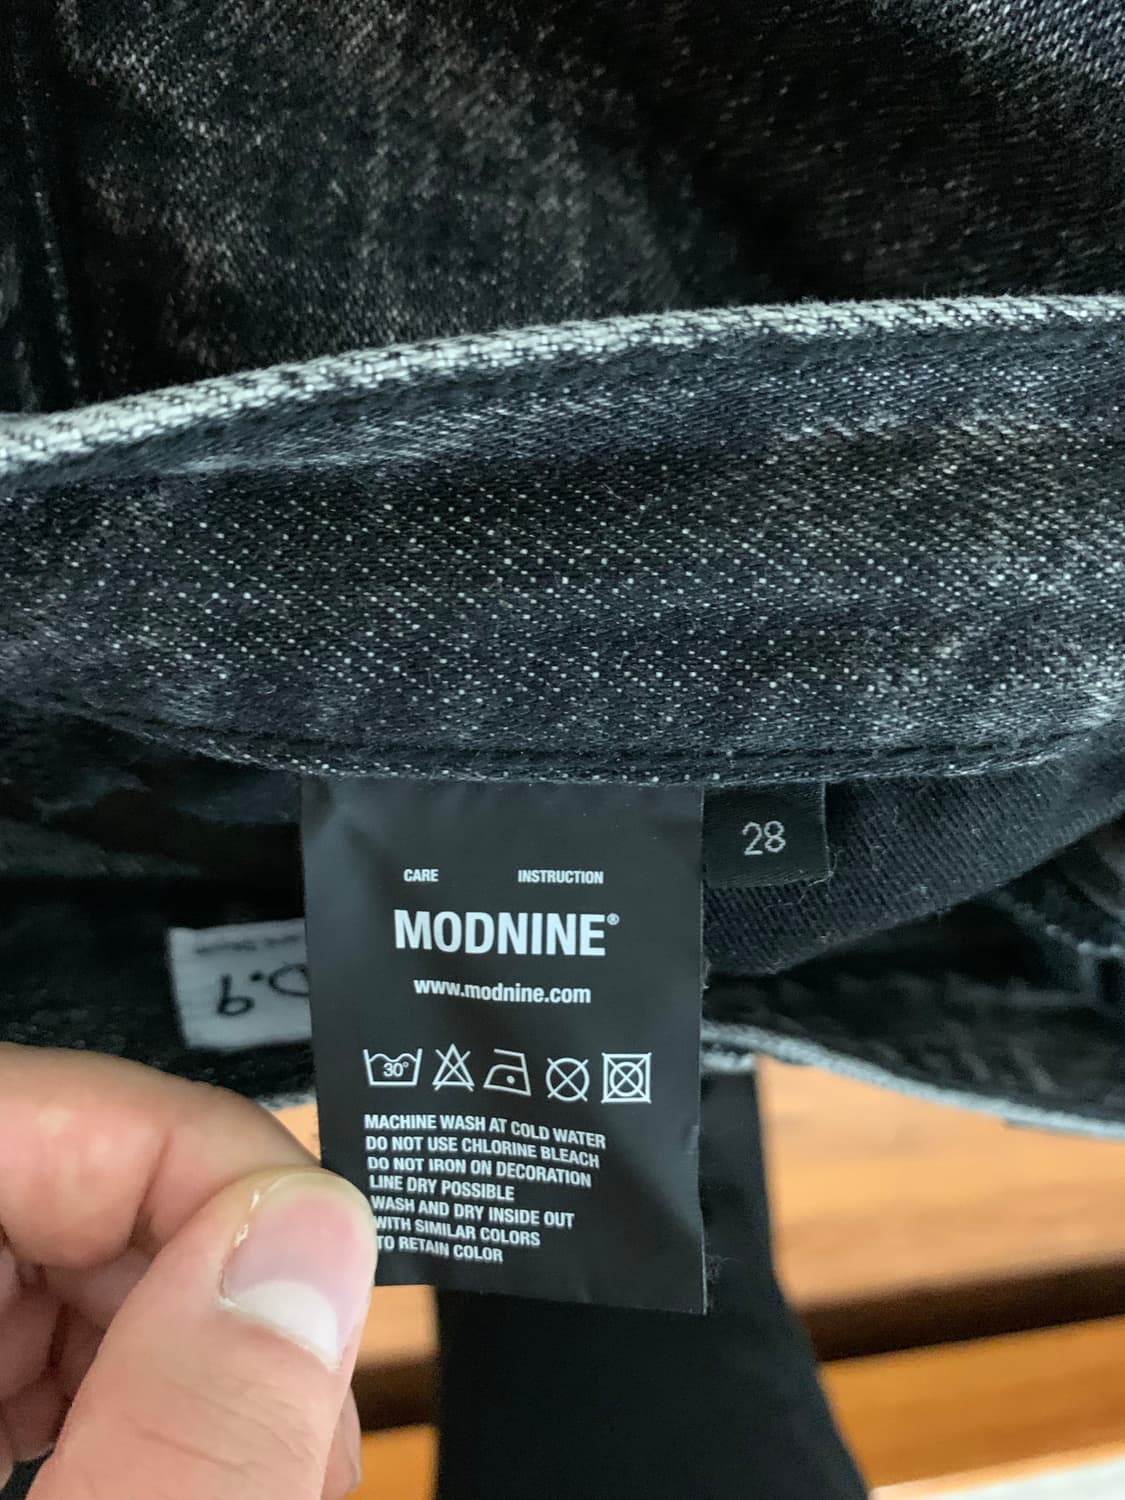 28
CARE INSTRUCTION
MODNINE®
www.modnine.com
30°
MACHINE WASH AT COLD WATER
DO NOT USE CHLORINE BLEACH
DO NOT IRON ON DECORATION
LINE DRY POSSIBLE
WASH AND DRY INSIDE OUT
WITH SIMILAR COLORS
TO RETAIN COLOR